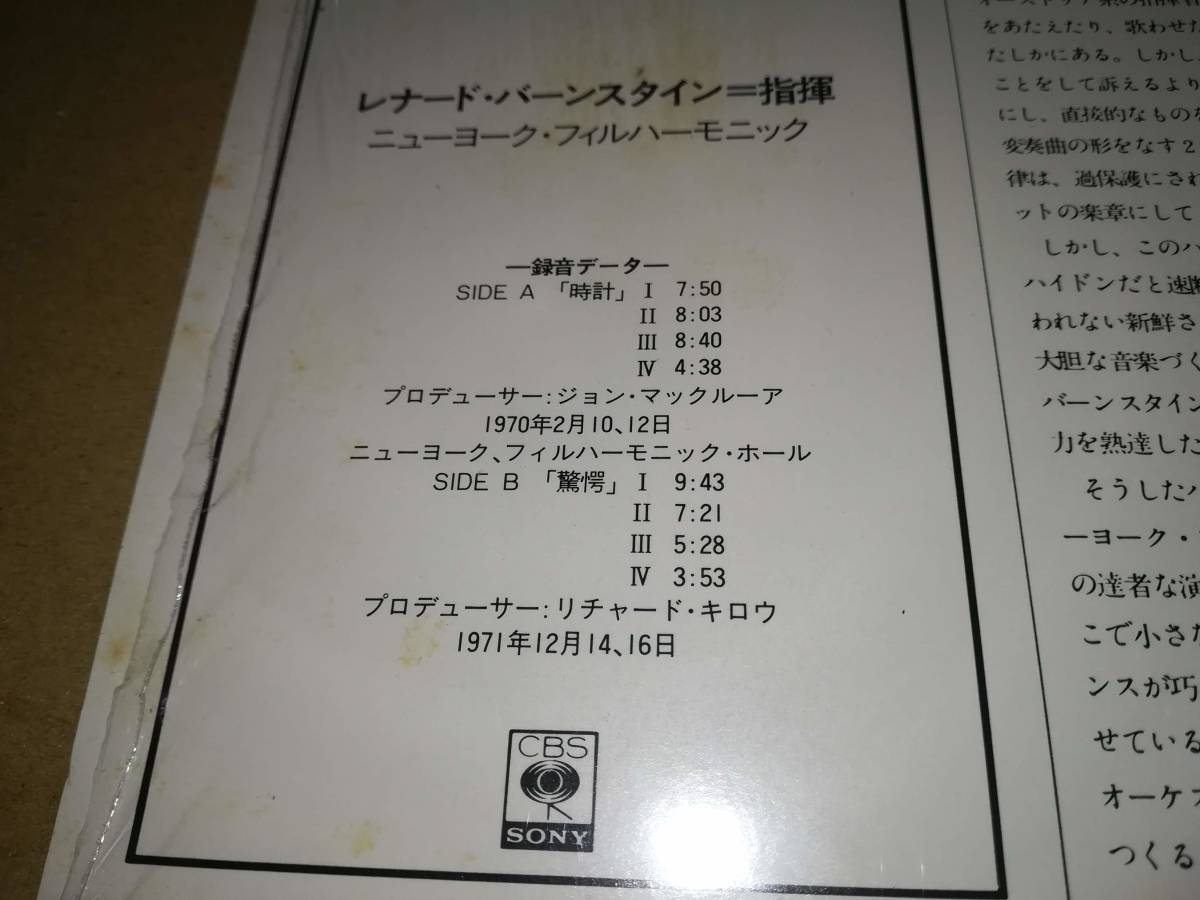 レナード・バーンスタイン＝指揮
ニューヨーク・フィルハーモニック
―録音データ―
SIDE A 「時計」 I 7:50
II 8:03
III 8:40
IV 4:38
プロデューサー:ジョン・マックルーア
1970年2月10、12日
ニューヨーク、フィルハーモニック・ホール
SIDE B 「驚愕」 I 9:43
II 7:21
III 5:28
IV 3:53
プロデューサー:リチャード・キロウ
1971年12月14、16日
CBS
SONY
をあたえたり、歌わせた
たしかにある。しかし、
ことをして訴えるより
にし、直接的なものを
変奏曲の形をなす2
律は、過保護にされ
ットの楽章にして
しかし、このハ
ハイドンだと速断
われない新鮮さ
大胆な音楽づく
バーンスタイン
力を熟達した
そうしたハ
ーヨーク・
の達者な演
こで小さな
ンスが巧
せている
オーケス
つくる